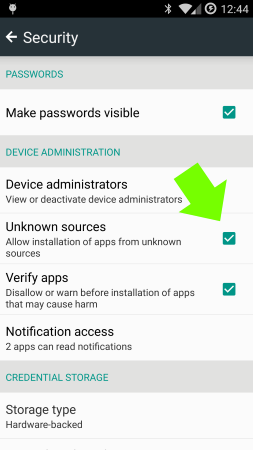 12:44
Security
PASSWORDS
Make passwords visible
DEVICE ADMINISTRATION
Device administrators
View or deactivate device administrators
Unknown sources
Allow installation of apps from unknown
sources
Verify apps
Disallow or warn before installation of apps
that may cause harm
Notification access
2 apps can read notifications
CREDENTIAL STORAGE
Storage type
Hardware-backed